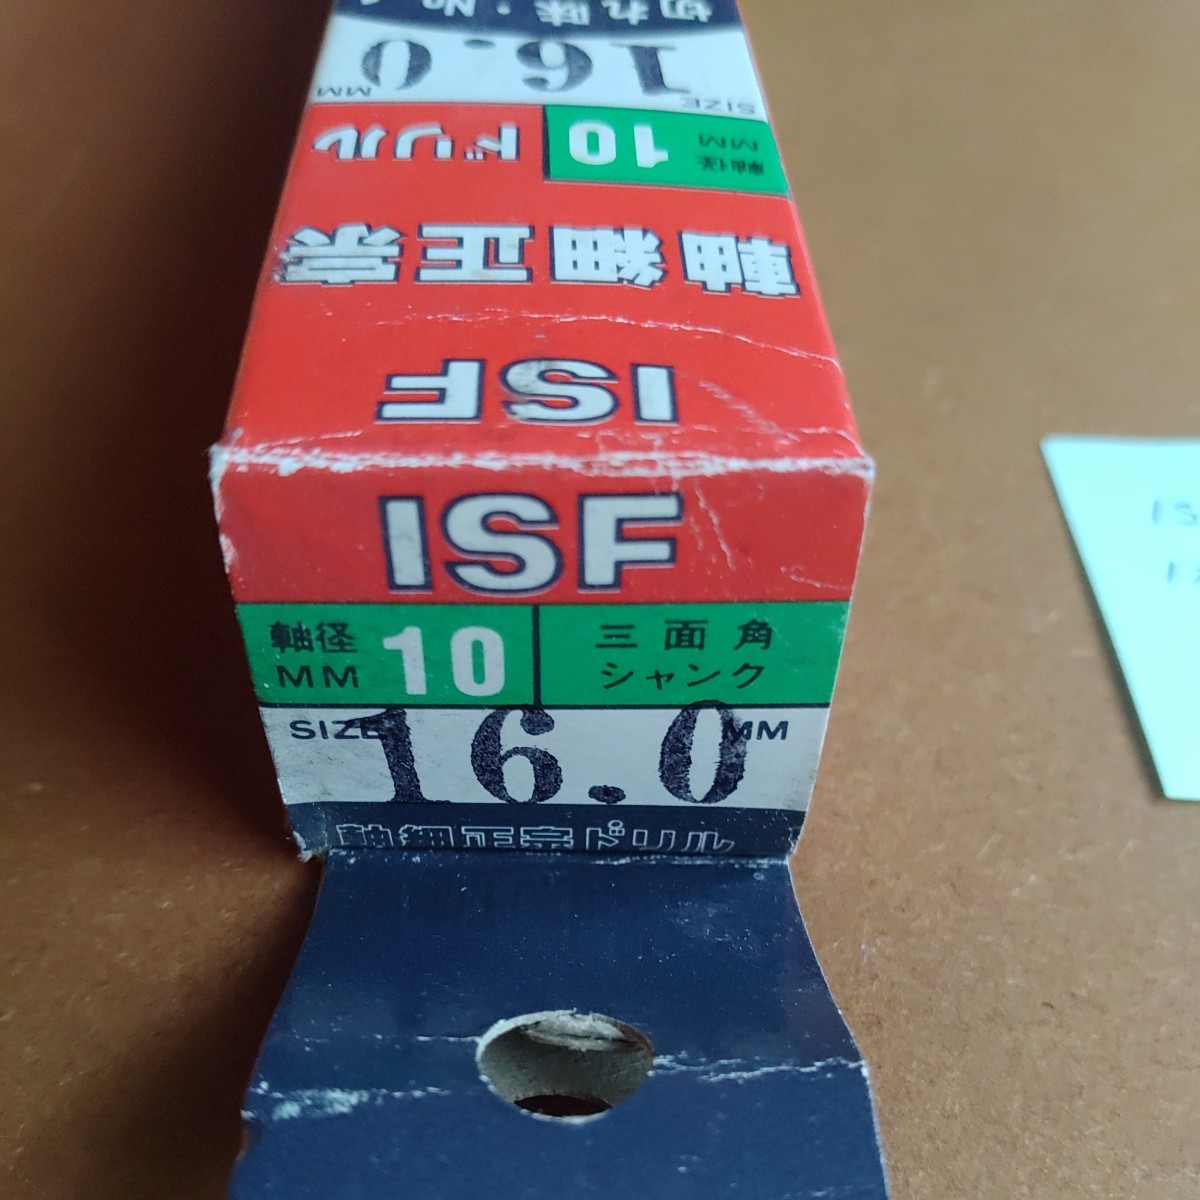 ISF
軸径 10 三面角
MM シャンク
SIZE 16.0 MM
軸細正宗ドリル
ISF
軸細正宗
軸径 10 ドリル
MM
SIZE 16.0 MM
切れ味・No.